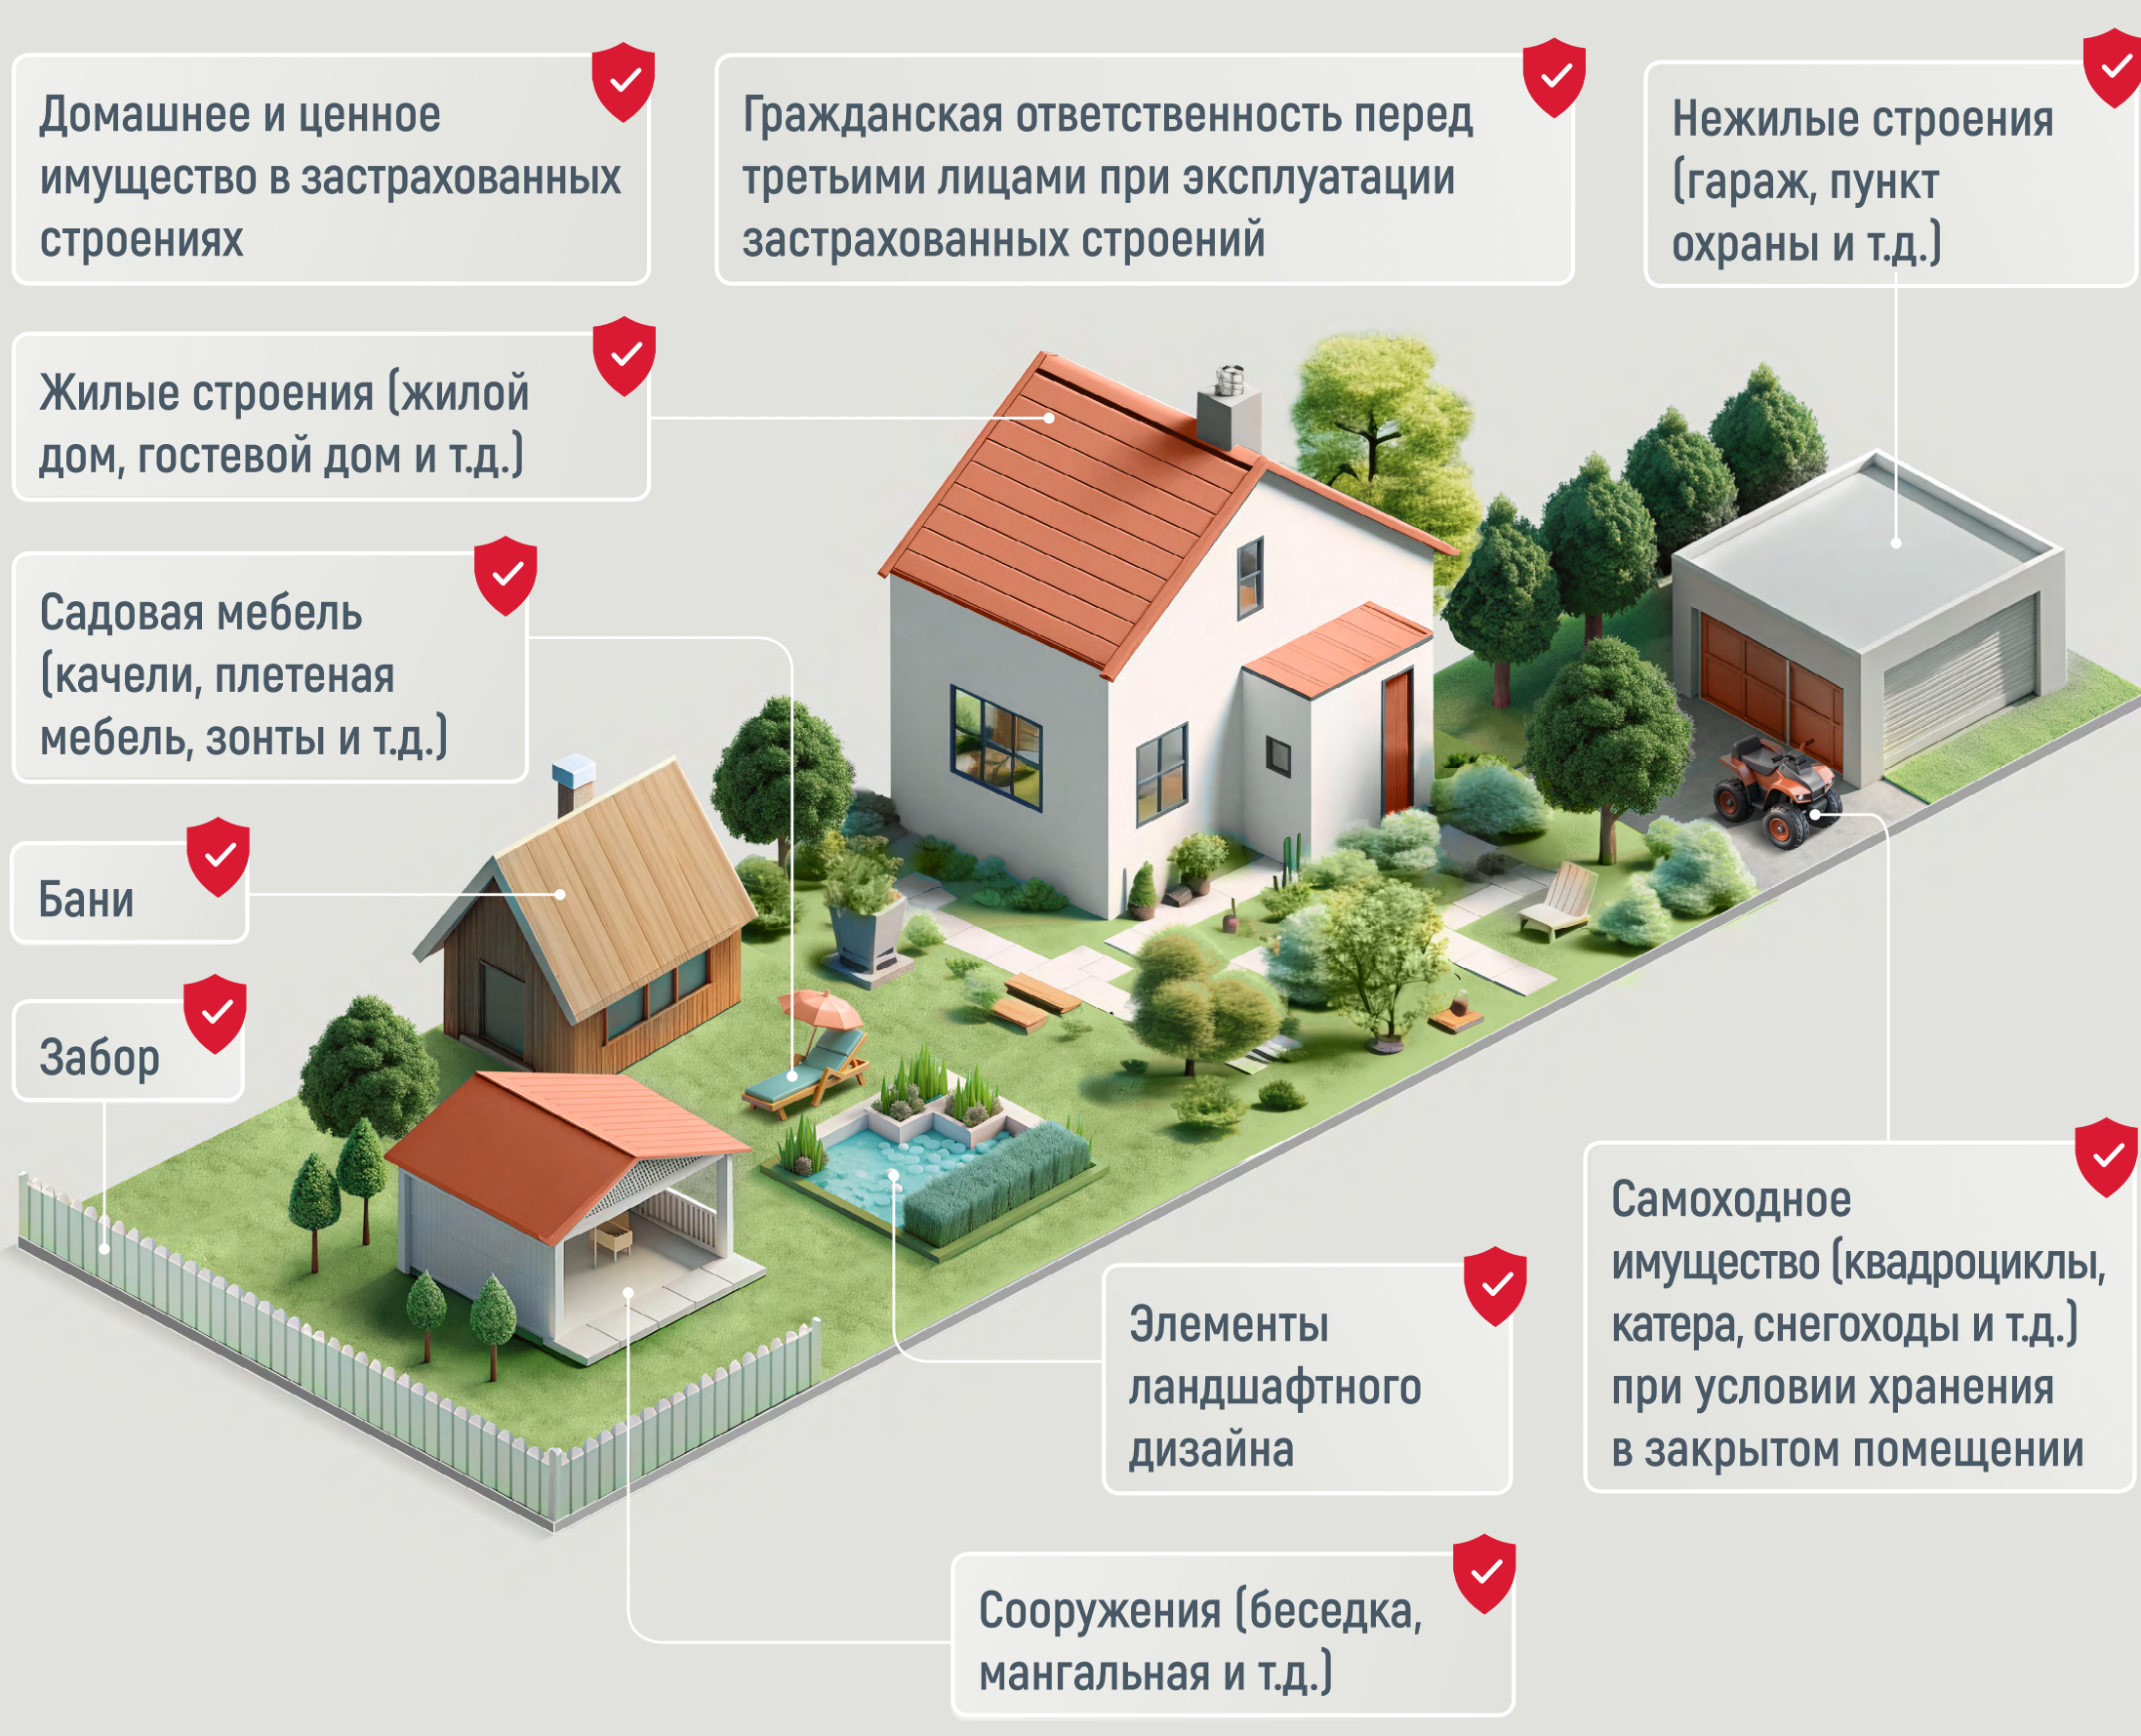 Домашнее и ценное
имущество в застрахованных
строениях
Гражданская ответственность перед
третьими лицами при эксплуатации
застрахованных строений
Нежилые строения
(гараж, пункт
охраны и т.д.)
Жилые строения (жилой
дом, гостевой дом и т.д.)
Садовая мебель
(качели, плетеная
мебель, зонты и т.д.)
Бани
Забор
Самоходное
имущество (квадроциклы,
катера, снегоходы и т.д.)
при условии хранения
в закрытом помещении
Элементы
ландшафтного
дизайна
Сооружения (беседка,
мангальная и т.д.)